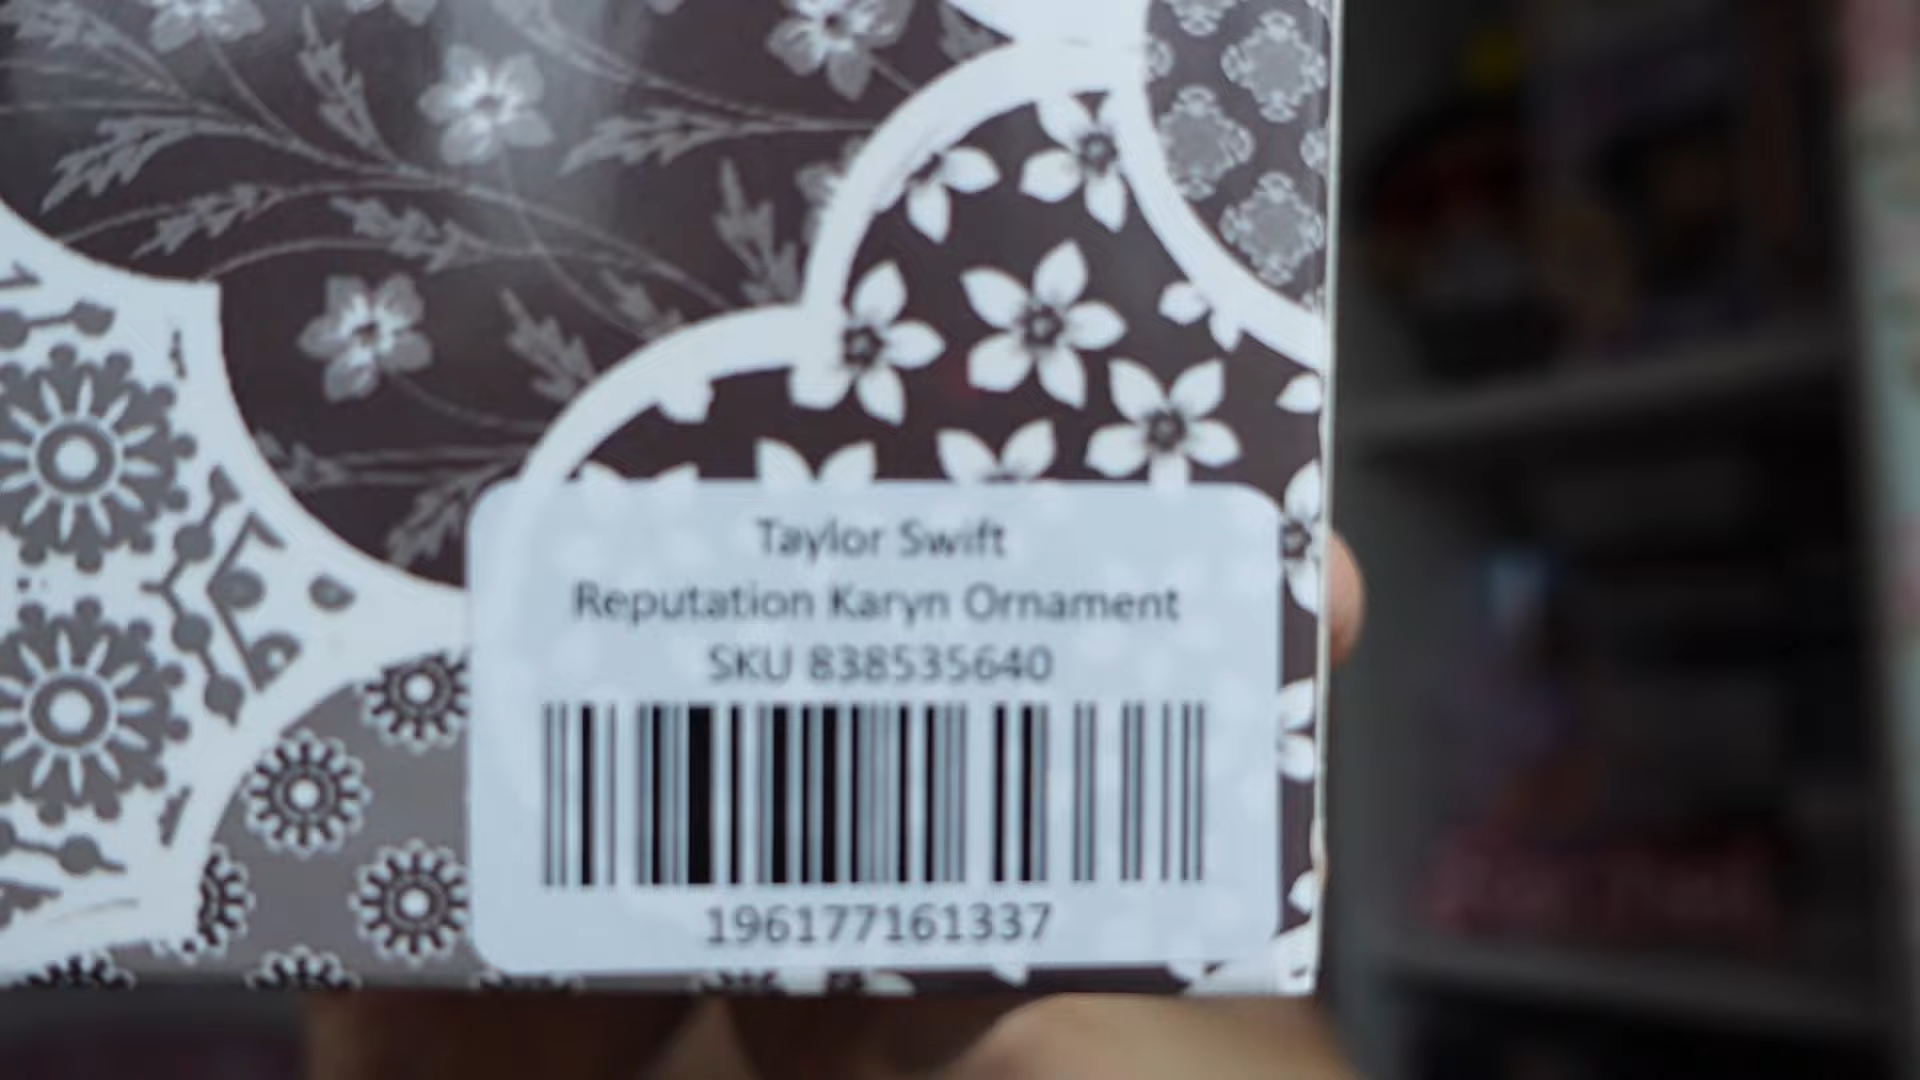 Taylor Swift
Reputation Karyn Ornament
SKU 838535640
196177161337